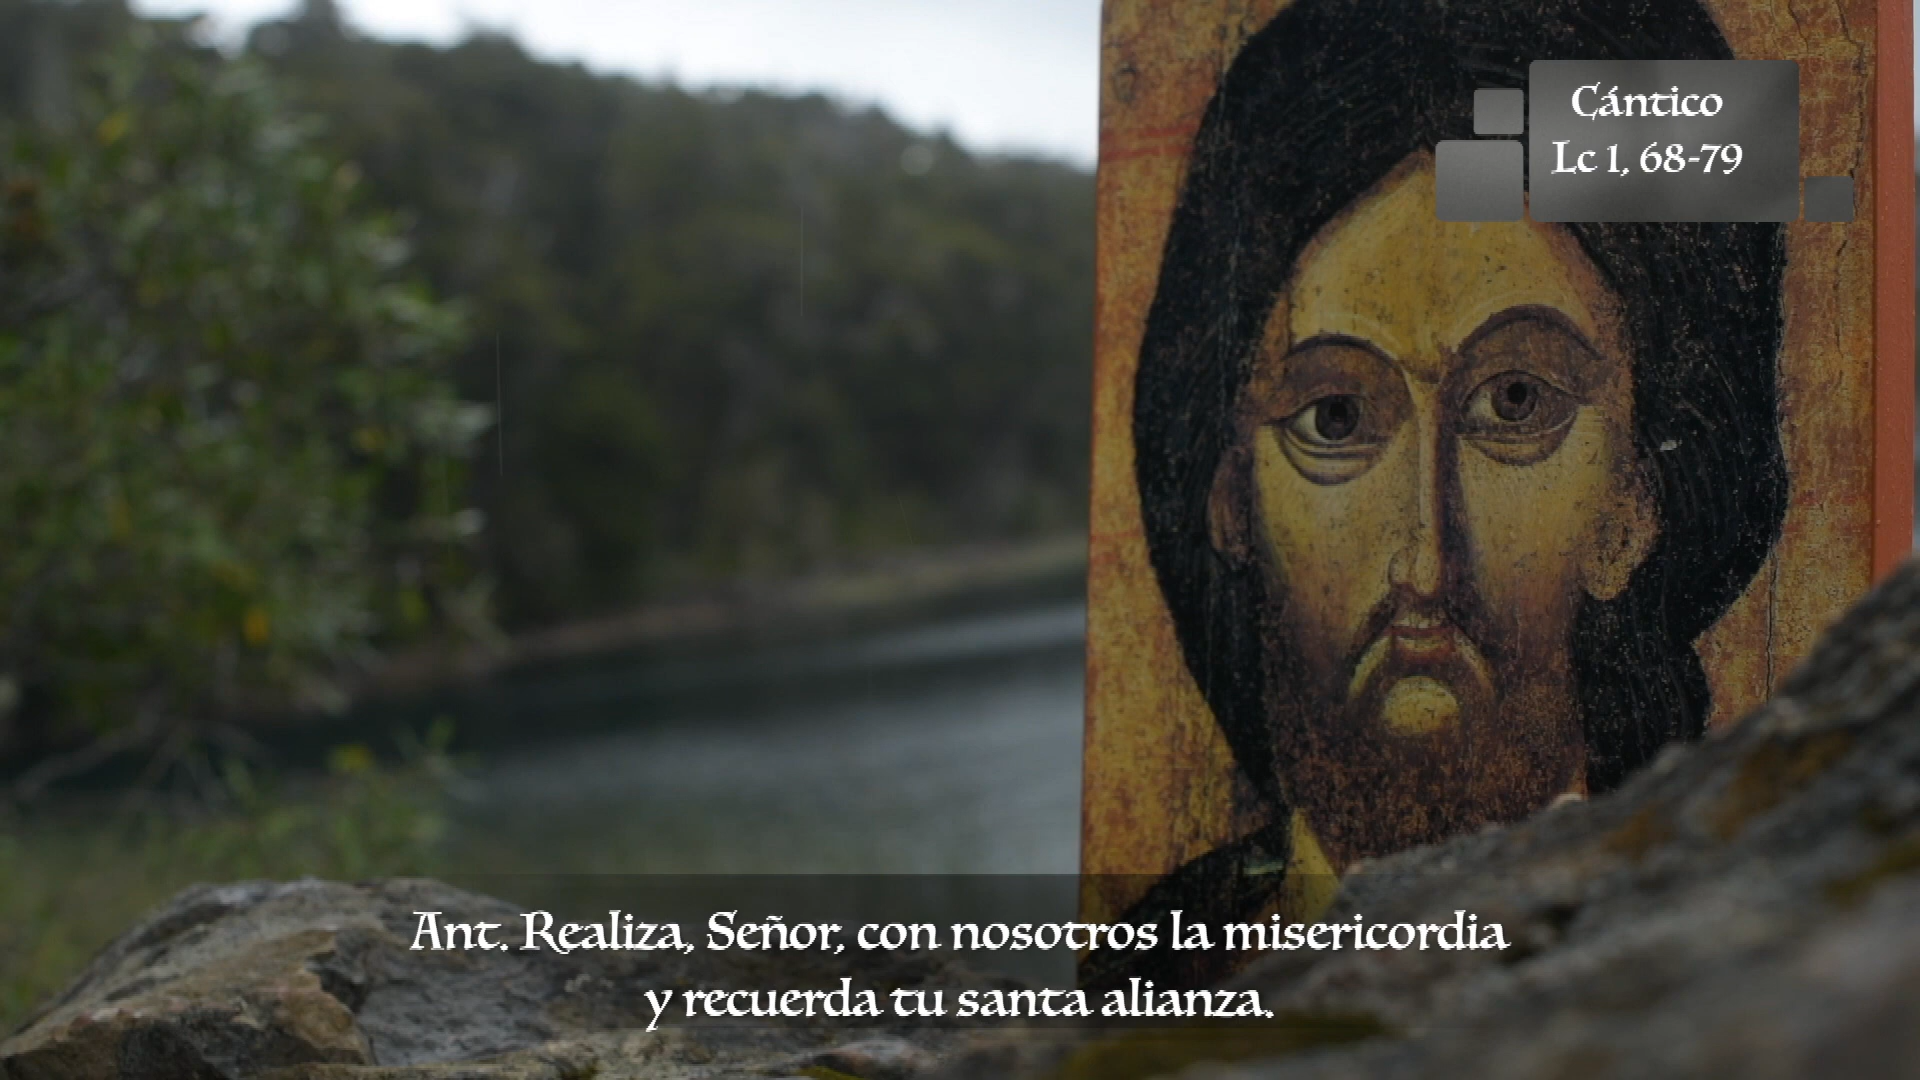 Cántico
Lc 1, 68-79
Ant. Realiza, Señor, con nosotros la misericordia
y recuerda tu santa alianza.